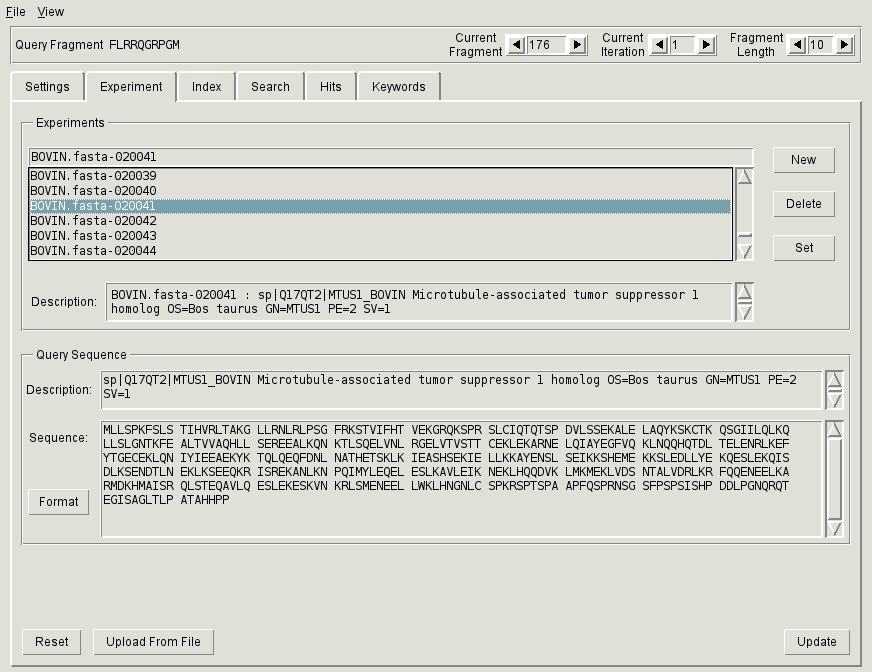 File View
Query Fragment FLRRQGRPGM
Current Fragment 176
Current Iteration 1
Fragment Length 10
Settings Experiment Index Search Hits Keywords
Experiments
BOVIN.fasta-020041
BOVIN.fasta-020039
BOVIN.fasta-020040
BOVIN.fasta-020041
BOVIN.fasta-020042
BOVIN.fasta-020043
BOVIN.fasta-020044
New
Delete
Set
Description: BOVIN.fasta-020041 : sp|Q17QT2|MTUS1_BOVIN Microtubule-associated tumor suppressor 1
homolog OS=Bos taurus GN=MTUS1 PE=2 SV=1
Query Sequence
Description: sp|Q17QT2|MTUS1_BOVIN Microtubule-associated tumor suppressor 1 homolog OS=Bos taurus GN=MTUS1 PE=2
SV=1
Sequence: MLLSPKFSLS TIHVRLTAKG LLRNLRLPSG FRKSTVIFHT VEKGRQKSPR SLCIQTQTSP DVLSSEKALE LAQYKSKCTK QSGIILQLKQ
LLSLGNTKFE ALTVVAQHLL SEREEALKQN KTLSQELVNL RGELVTVSTT CEKLEKARNE LQIAYEGFVQ KLNQQHQTDL TELENRLKEF
YTGECEKLQN IYIEEAEKYK TQLQEQFDNL NATHETSKLK IEASHSEKIE LLKKAYENSL SEIKKSHEME KKSLEDLLYE KQESLEKQIS
DLKSENDTLN EKLKSEEQKR ISREKANLKN PQIMYLEQEL ESLKAVLEIK NEKLHQQDVK LMKMEKLVDS NTALVDRLKR FQQENEELKA
RMDKHMAISR QLSTEQAVLQ ESLEKESKVN KRLSMENEEL LWKLHNGNLC SPKRSPTSPA APFQSPRNSG SFPSPSISHP DDLPGNQRQT
EGISAGLTLP ATAHHPP
Format
Reset Upload From File Update